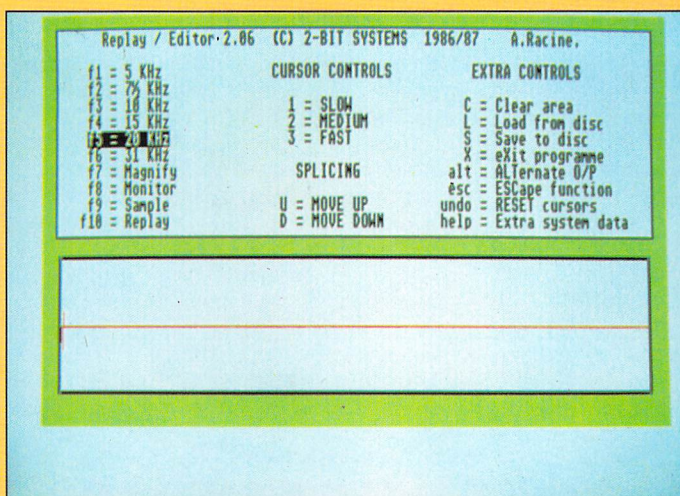 Replay / Editor 2.06 (C) 2-BIT SYSTEMS 1986/87 A.Racine.
f1 = 5 KHz
f2 = 7½ KHz
f3 = 10 KHz
f4 = 15 KHz
f5 = 20 KHz
f6 = 31 KHz
f7 = Magnify
f8 = Monitor
f9 = Sample
f10 = Replay
CURSOR CONTROLS
1 = SLOW
2 = MEDIUM
3 = FAST
SPLICING
U = MOVE UP
D = MOVE DOWN
EXTRA CONTROLS
C = Clear area
L = Load from disc
S = Save to disc
X = eXit programme
alt = ALTernate O/P
esc = ESCape function
undo = RESET cursors
help = Extra system data